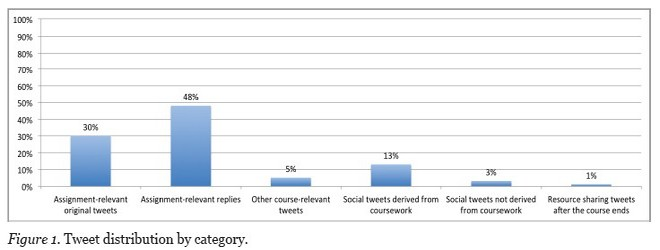 100%
90%
80%
70%
60%
50%
40%
30%
20%
10%
0%
30%
48%
5%
13%
3%
1%
Assignment-relevant
original tweets
Assignment-relevant replies
Other course-relevant
tweets
Social tweets derived from
coursework
Social tweets not derived
from coursework
Resource sharing tweets
after the course ends
Figure 1. Tweet distribution by category.